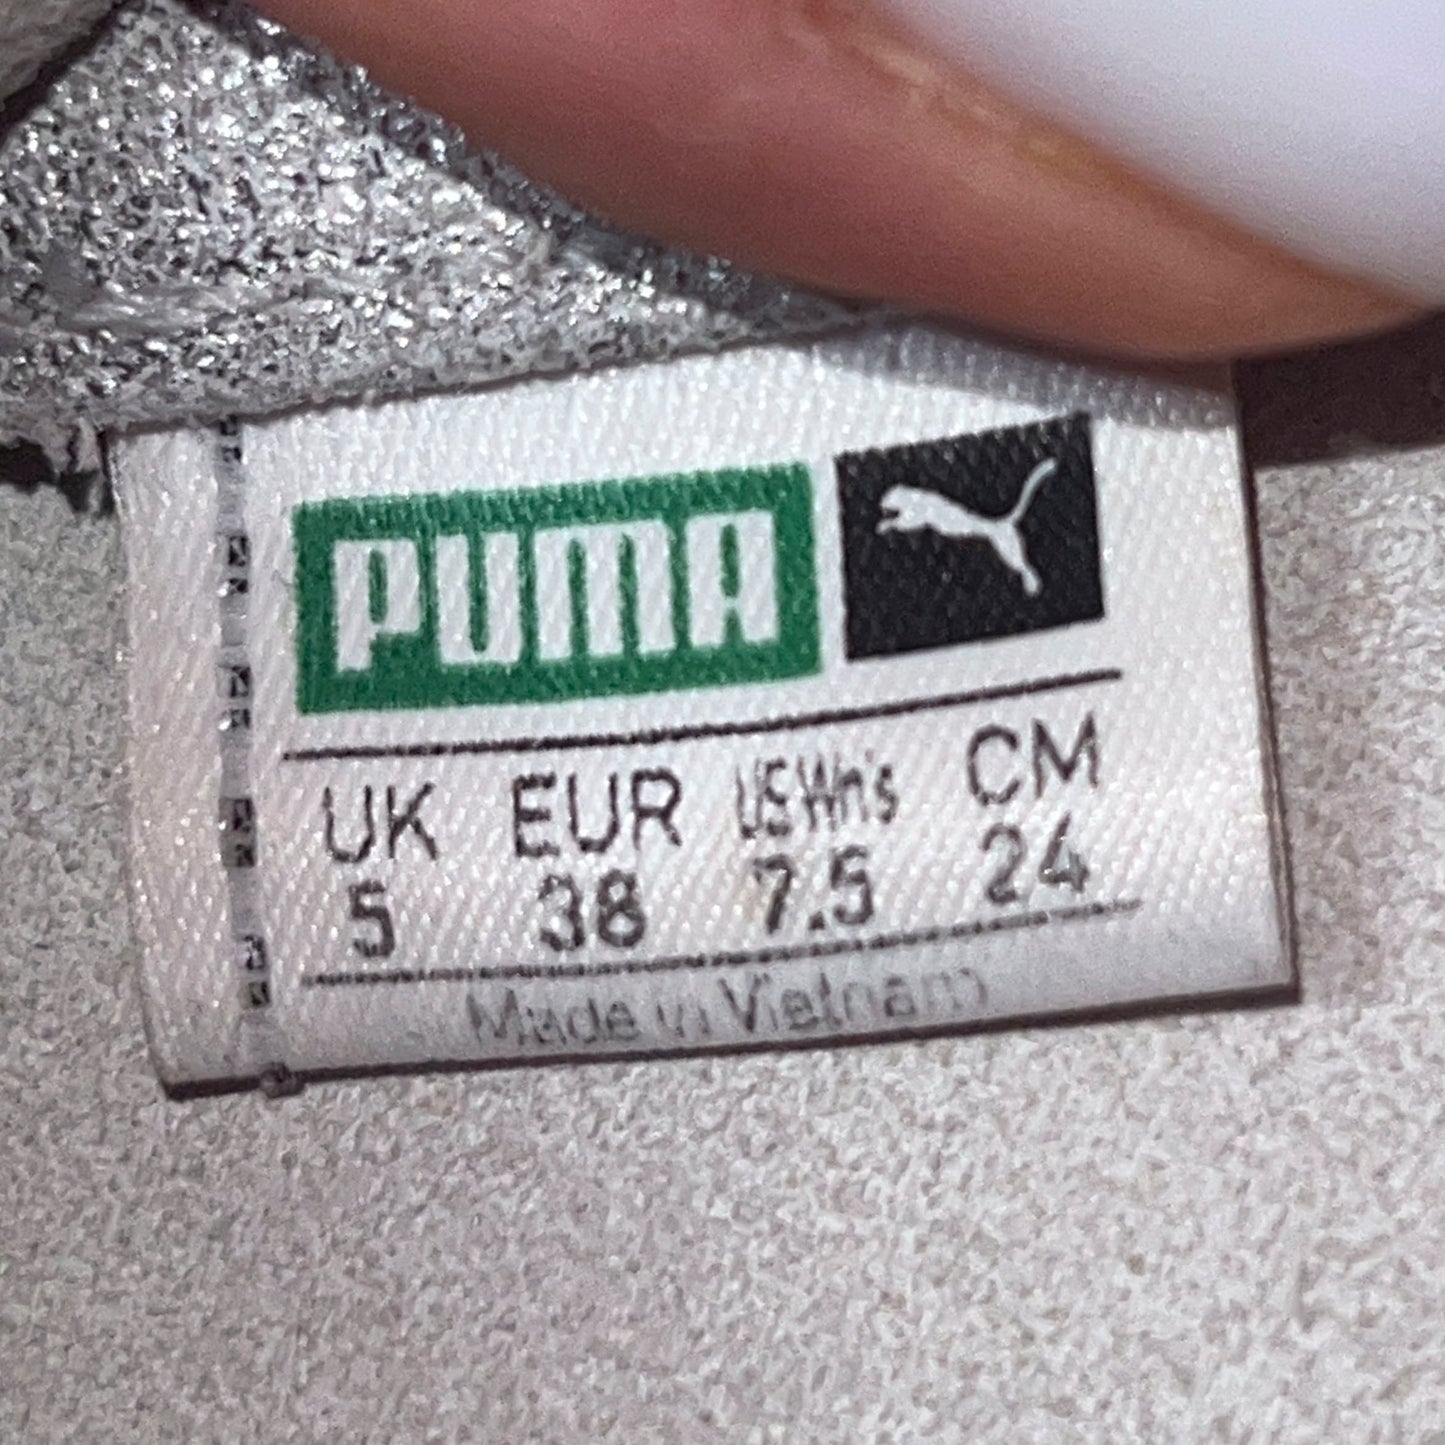 PUMA
UK EUR US Wn's CM
5 38 7.5 24
Made in Vietnam